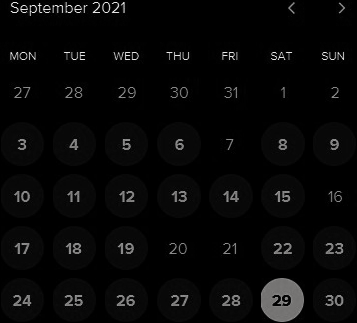 September 2021
MON TUE WED THU FRI SAT SUN
27 28 29 30 31 1 2
3 4 5 6 7 8 9
10 11 12 13 14 15 16
17 18 19 20 21 22 23
24 25 26 27 28 29 30